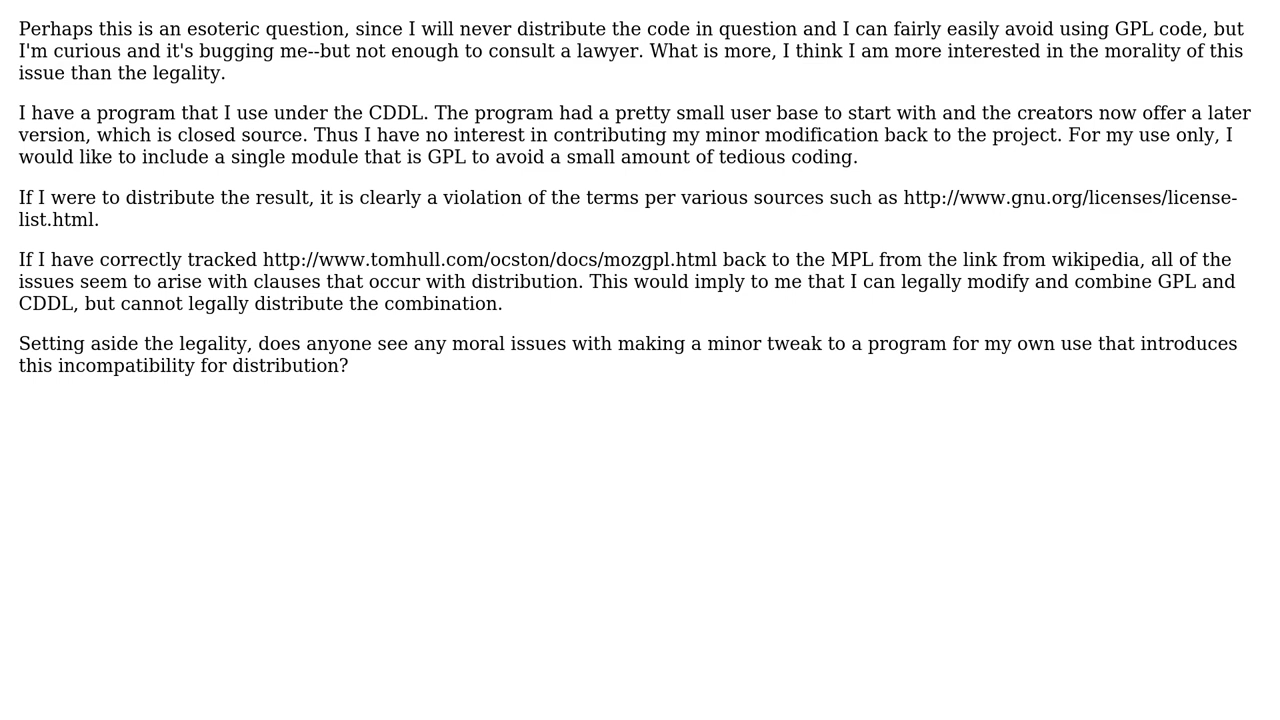 Perhaps this is an esoteric question, since I will never distribute the code in question and I can fairly easily avoid using GPL code, but
I'm curious and it's bugging me--but not enough to consult a lawyer. What is more, I think I am more interested in the morality of this
issue than the legality.
I have a program that I use under the CDDL. The program had a pretty small user base to start with and the creators now offer a later
version, which is closed source. Thus I have no interest in contributing my minor modification back to the project. For my use only, I
would like to include a single module that is GPL to avoid a small amount of tedious coding.
If I were to distribute the result, it is clearly a violation of the terms per various sources such as http://www.gnu.org/licenses/license-
list.html.
If I have correctly tracked http://www.tomhull.com/ocston/docs/mozgpl.html back to the MPL from the link from wikipedia, all of the
issues seem to arise with clauses that occur with distribution. This would imply to me that I can legally modify and combine GPL and
CDDL, but cannot legally distribute the combination.
Setting aside the legality, does anyone see any moral issues with making a minor tweak to a program for my own use that introduces
this incompatibility for distribution?